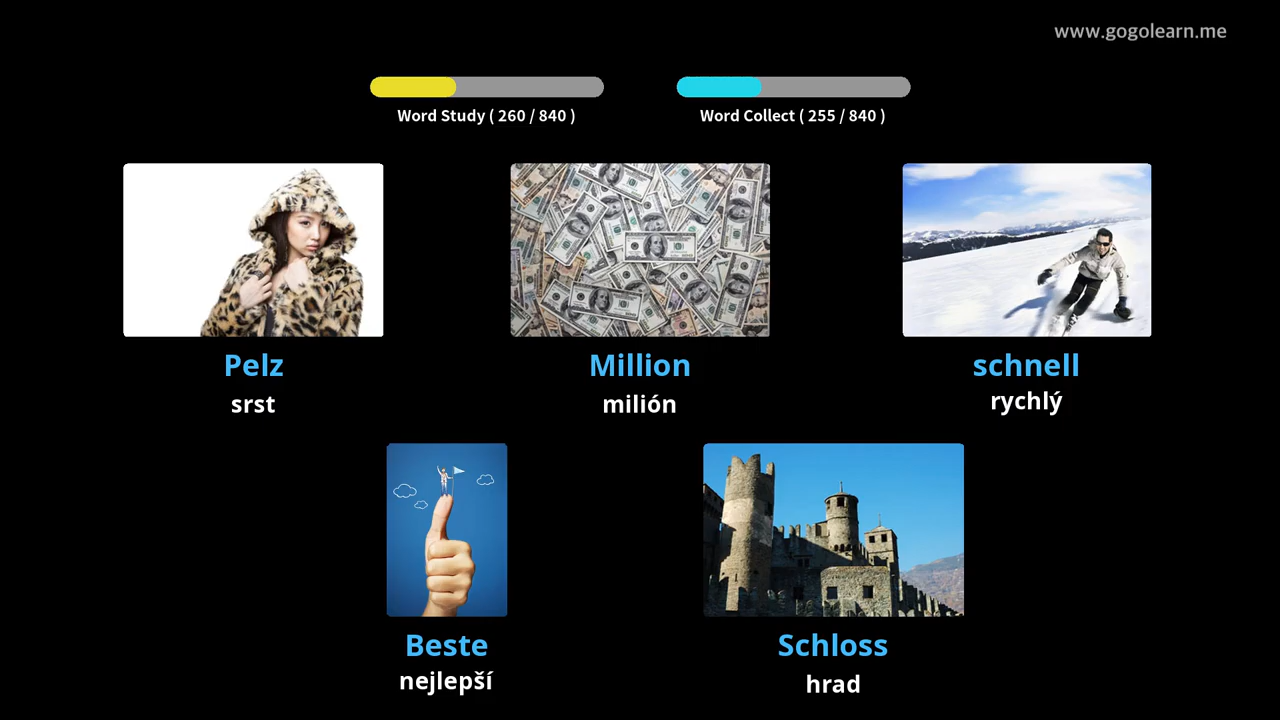 www.gogolearn.me
Word Study ( 260 / 840 )
Word Collect ( 255 / 840 )
Pelz
srst
Million
milión
schnell
rychlý
Beste
nejlepší
Schloss
hrad